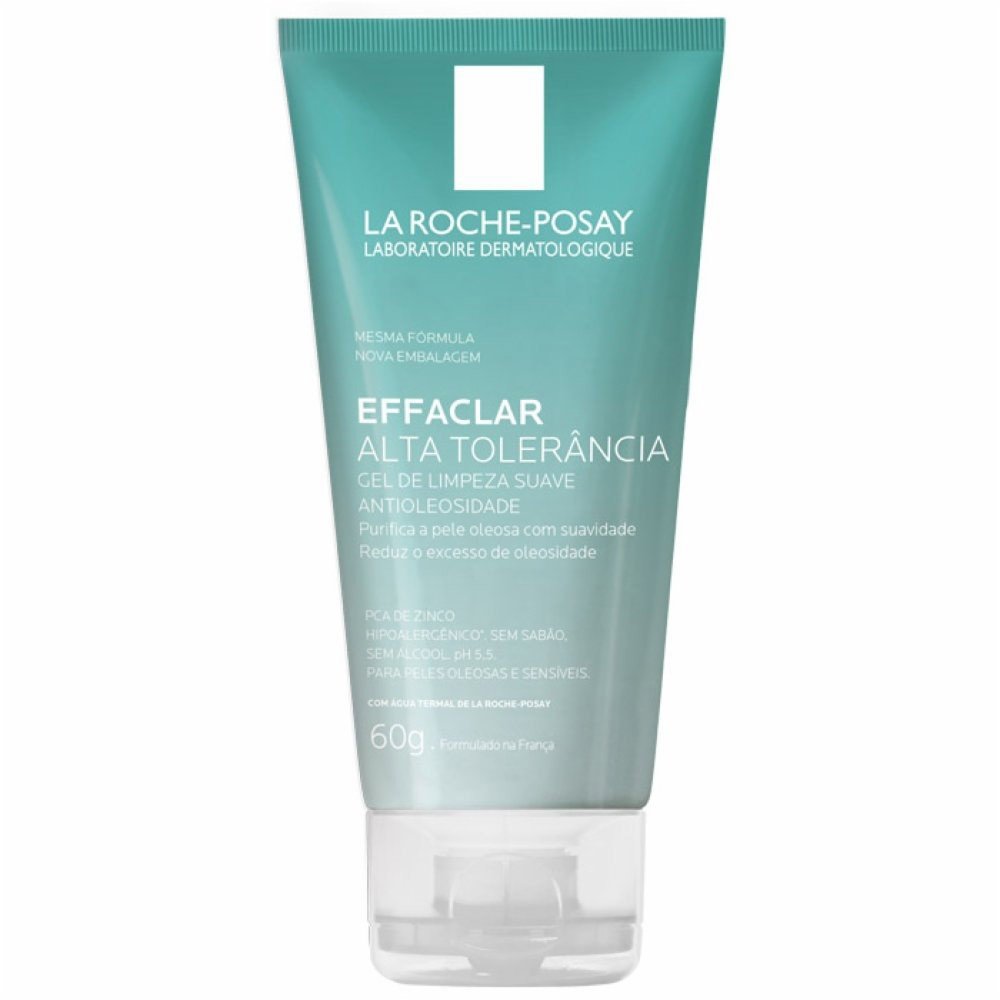 LA ROCHE-POSAY
LABORATOIRE DERMATOLOGIQUE
MESMA FÓRMULA
NOVA EMBALAGEM
EFFACLAR
ALTA TOLERÂNCIA
GEL DE LIMPEZA SUAVE
ANTIOLEOSIDADE
Purifica a pele oleosa com suavidade
Reduz o excesso de oleosidade
PCA DE ZINCO
HIPOALERGÊNICO*. SEM SABÃO,
SEM ÁLCOOL. pH 5,5.
PARA PELES OLEOSAS E SENSÍVEIS.
COM ÁGUA TERMAL DE LA ROCHE-POSAY
60g. Formulado na França